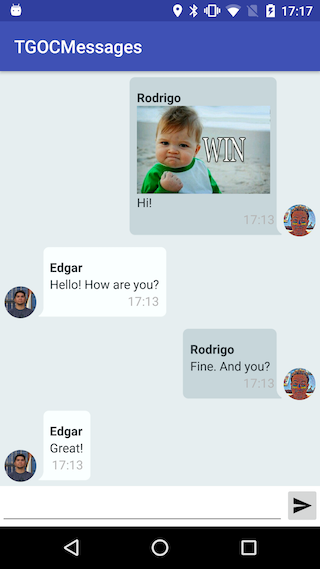 17:17
TGOCMessages
Rodrigo
WIN
Hi!
17:13
Edgar
Hello! How are you?
17:13
Rodrigo
Fine. And you?
17:13
Edgar
Great!
17:13